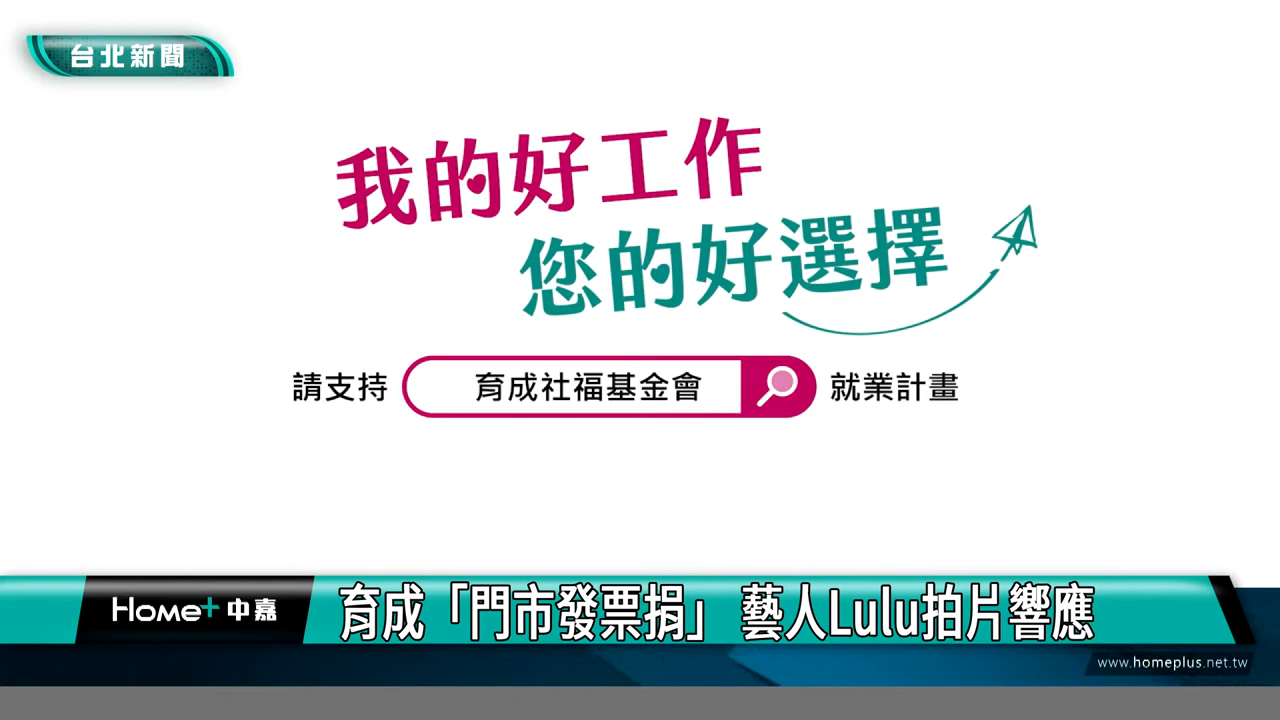 台北新聞
我的好工作
您的好選擇
請支持 育成社福基金會 就業計畫
Home+中嘉 育成「門市發票捐」 藝人Lulu拍片響應
www.homeplus.net.tw